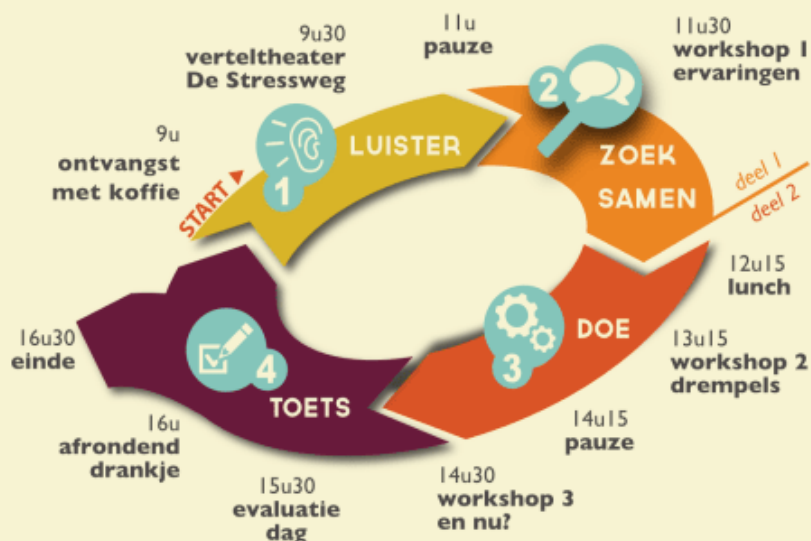 9u
ontvangst
met koffie
START
1
LUISTER
9u30
verteltheater
De Stressweg
11u
pauze
2
ZOEK
SAMEN
11u30
workshop 1
ervaringen
deel 1
deel 2
12u15
lunch
DOE
3
13u15
workshop 2
drempels
14u15
pauze
14u30
workshop 3
en nu?
4
TOETS
15u30
evaluatie
dag
16u
afrondend
drankje
16u30
einde